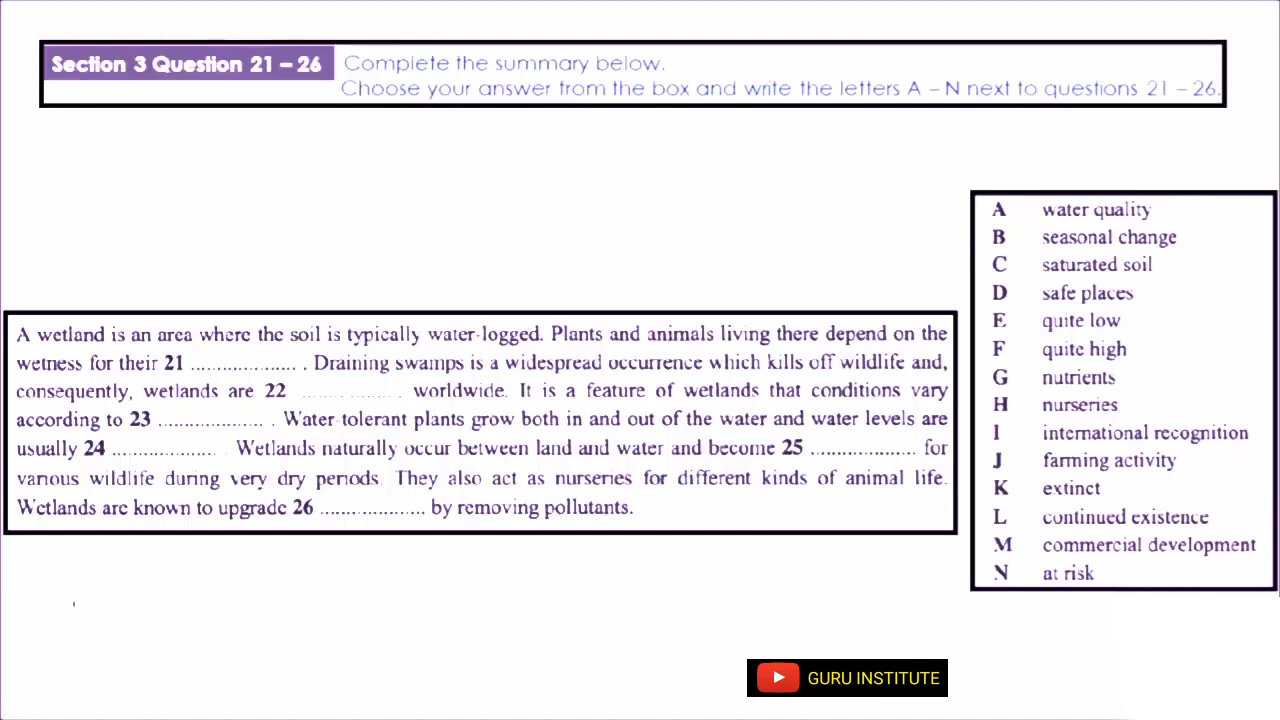 Section 3 Question 21 – 26
Complete the summary below.
Choose your answer from the box and write the letters A – N next to questions 21 – 26.
A wetland is an area where the soil is typically water-logged. Plants and animals living there depend on the
wetness for their 21 .................... . Draining swamps is a widespread occurrence which kills off wildlife and,
consequently, wetlands are 22 .................... . worldwide. It is a feature of wetlands that conditions vary
according to 23 .................... . Water-tolerant plants grow both in and out of the water and water levels are
usually 24 .................... Wetlands naturally occur between land and water and become 25 .................... for
various wildlife during very dry periods. They also act as nurseries for different kinds of animal life.
Wetlands are known to upgrade 26 .................... by removing pollutants.
A water quality
B seasonal change
C saturated soil
D safe places
E quite low
F quite high
G nutrients
H nurseries
I international recognition
J farming activity
K extinct
L continued existence
M commercial development
N at risk
GURU INSTITUTE